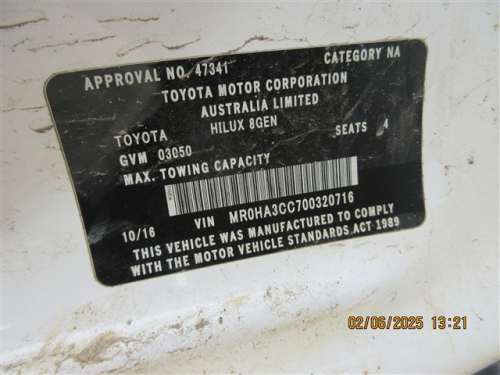 APPROVAL NO. 47341 CATEGORY NA
TOYOTA MOTOR CORPORATION
AUSTRALIA LIMITED
TOYOTA HILUX 8GEN SEATS 4
GVM 03050
MAX. TOWING CAPACITY
10/16 VIN MR0HA3CC700320716
THIS VEHICLE WAS MANUFACTURED TO COMPLY
WITH THE MOTOR VEHICLE STANDARDS ACT 1989
02/06/2025 13:21